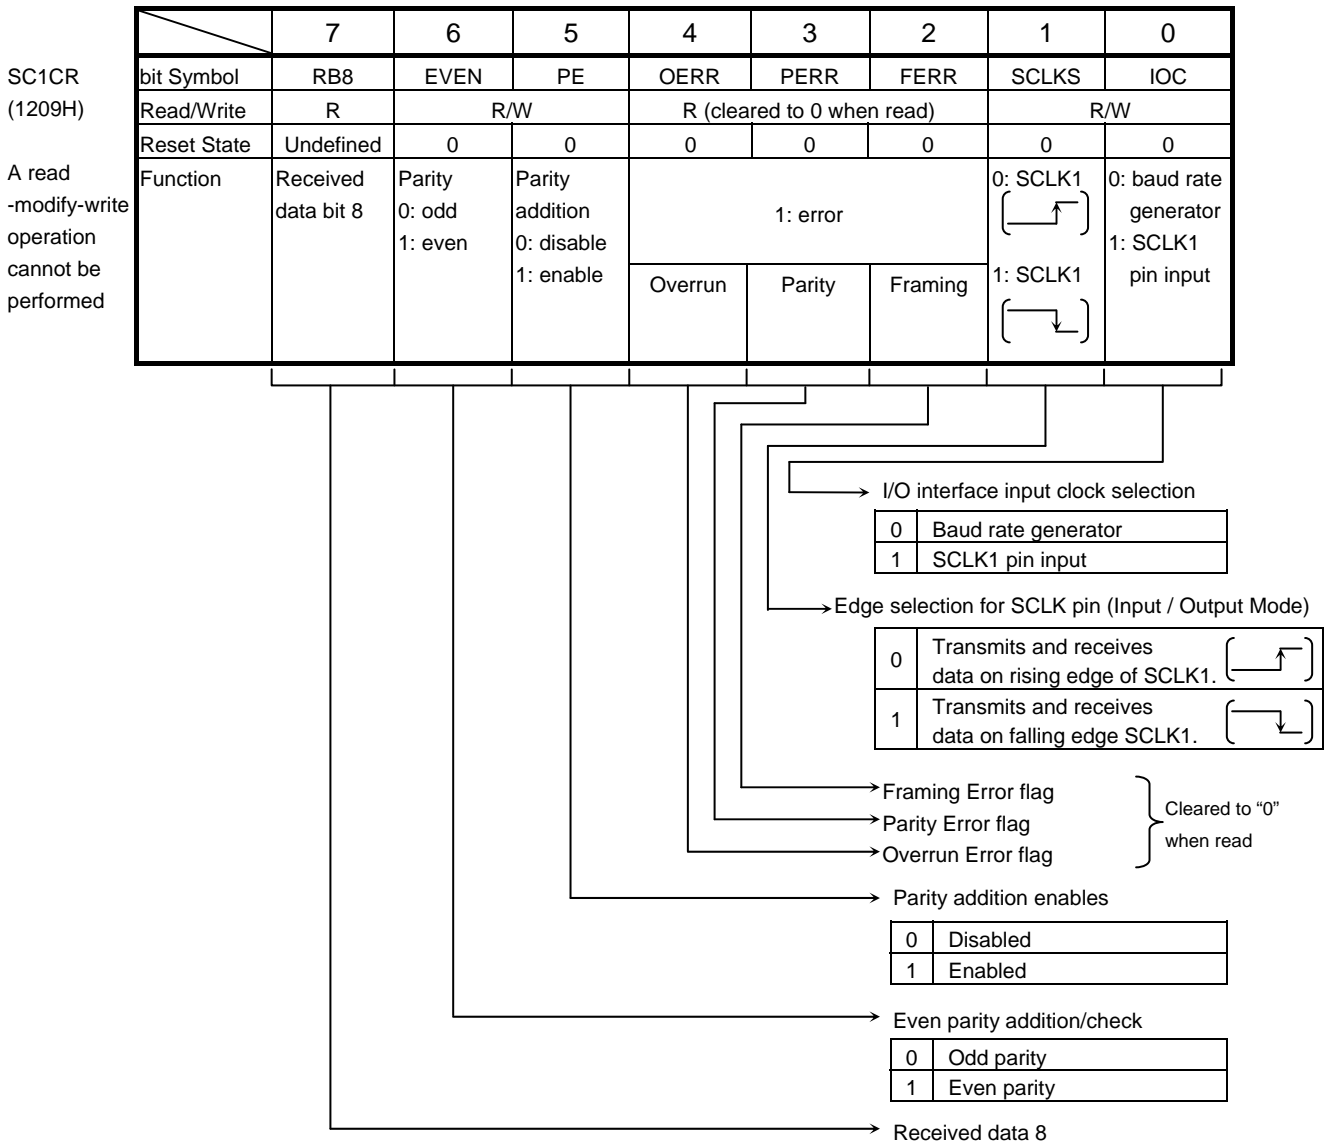 7 6 5 4 3 2 1 0
SC1CR
(1209H)
A read
-modify-write
operation
cannot be
performed
bit Symbol RB8 EVEN PE OERR PERR FERR SCLKS IOC
Read/Write R R/W R (cleared to 0 when read) R/W
Reset State Undefined 0 0 0 0 0 0 0
Function
Received
data bit 8
Parity
0: odd
1: even
Parity
addition
0: disable
1: enable
1: error
Overrun Parity Framing
0: SCLK1
1: SCLK1
0: baud rate
generator
1: SCLK1
pin input
I/O interface input clock selection
0 Baud rate generator
1 SCLK1 pin input
Edge selection for SCLK pin (Input / Output Mode)
0 Transmits and receives
data on rising edge of SCLK1.
1 Transmits and receives
data on falling edge SCLK1.
Framing Error flag
Parity Error flag
Overrun Error flag
Cleared to “0”
when read
Parity addition enables
0 Disabled
1 Enabled
Even parity addition/check
0 Odd parity
1 Even parity
Received data 8